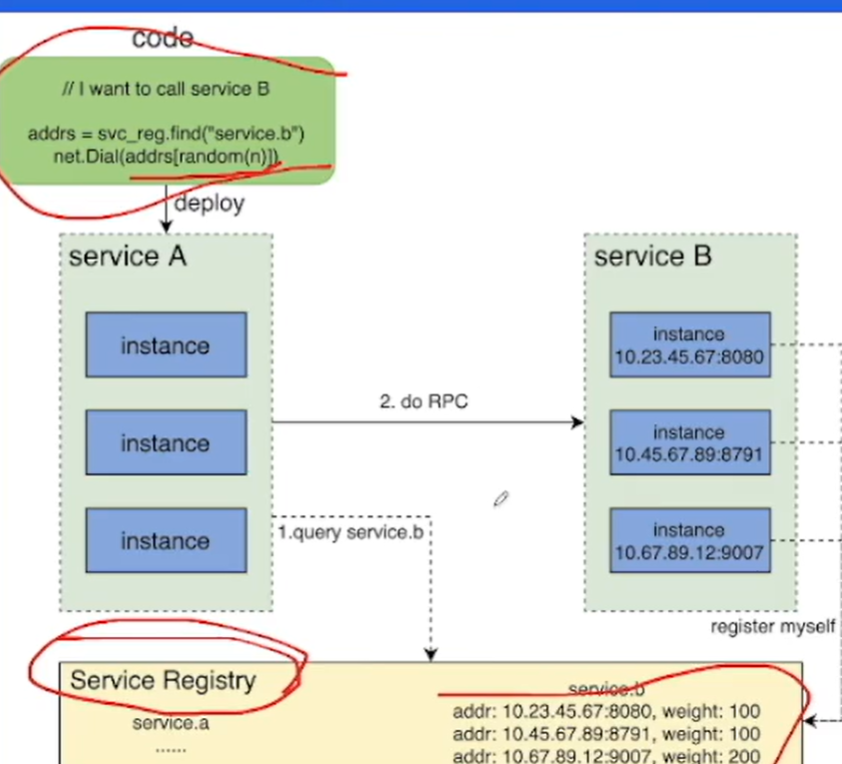 code
// I want to call service B
addrs = svc_reg.find("service.b")
net.Dial(addrs[random(n)])
deploy
service A
instance
instance
instance
2. do RPC
1.query service.b
service B
instance
10.23.45.67:8080
instance
10.45.67.89:8791
instance
10.67.89.12:9007
register myself
Service Registry
service.a
......
service.b
addr: 10.23.45.67:8080, weight: 100
addr: 10.45.67.89:8791, weight: 100
addr: 10.67.89.12:9007, weight: 200